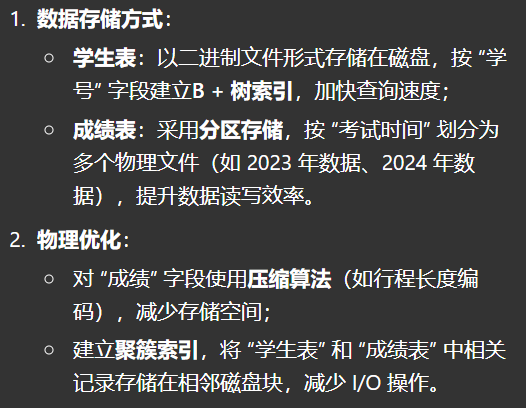 1. 数据存储方式：
○ 学生表：以二进制文件形式存储在磁盘，按 “学
号” 字段建立B + 树索引，加快查询速度；
○ 成绩表：采用分区存储，按 “考试时间” 划分为
多个物理文件（如 2023 年数据、2024 年数
据），提升数据读写效率。
2. 物理优化：
○ 对 “成绩” 字段使用压缩算法（如行程长度编
码），减少存储空间；
○ 建立聚簇索引，将 “学生表” 和 “成绩表” 中相关
记录存储在相邻磁盘块，减少 I/O 操作。